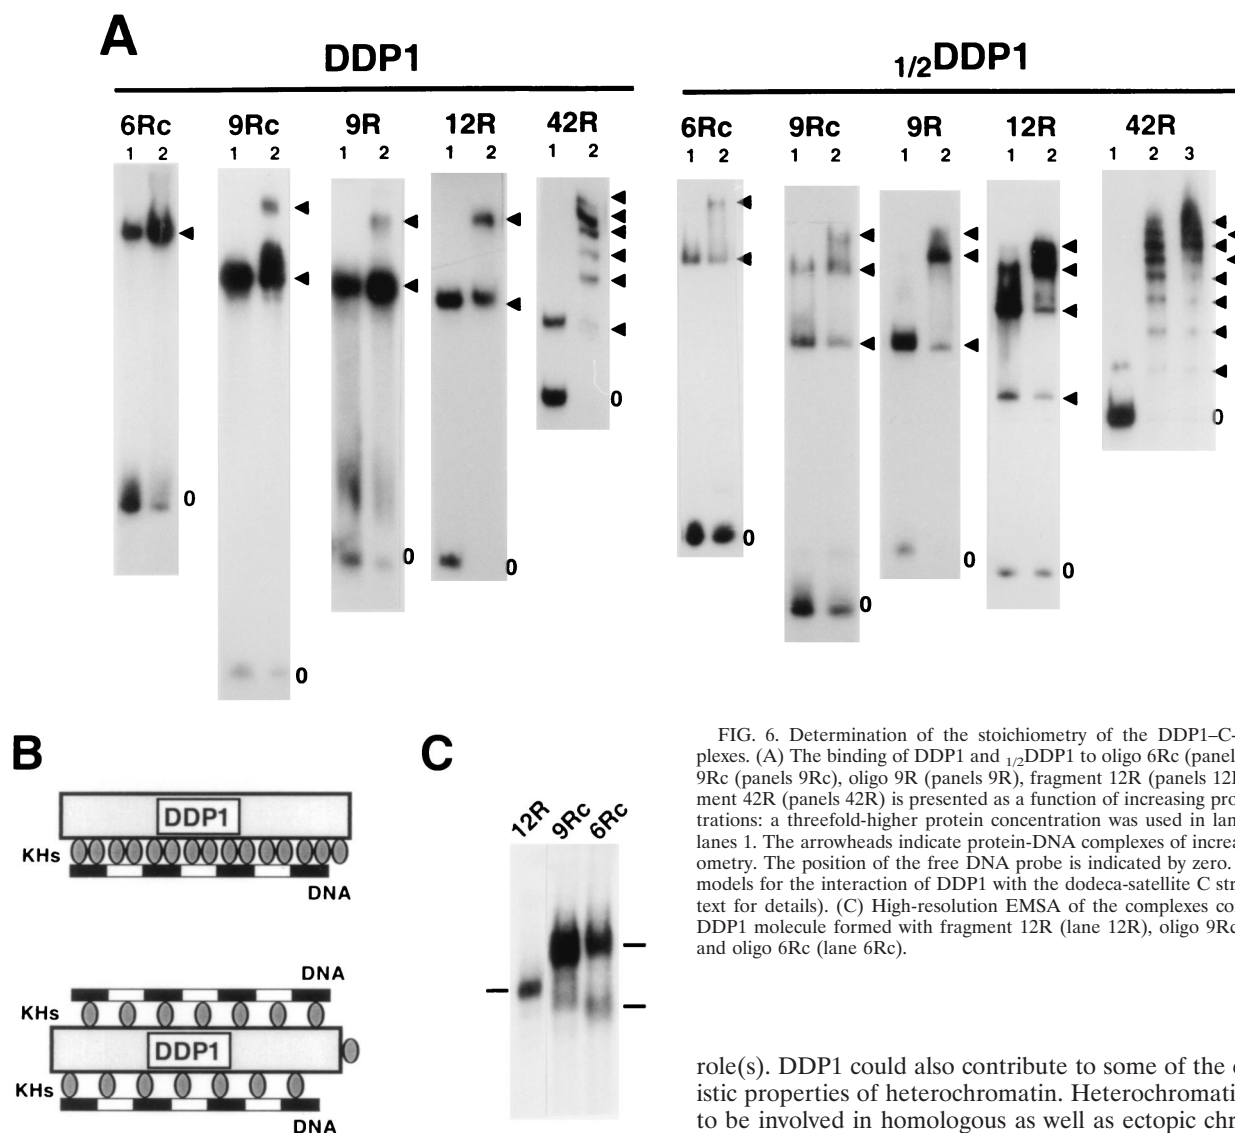 A
DDP1
1/2DDP1
6Rc 9Rc 9R 12R 42R
1 2 1 2 1 2 1 2 1 2
6Rc 9Rc 9R 12R 42R
1 2 1 2 1 2 1 2 1 2 3
0 0 0 0 0
0 0 0 0 0
B
DDP1
KHs
DNA
DNA
KHs
DDP1
KHs
DNA
C
12R 9Rc 6Rc
FIG. 6. Determination of the stoichiometry of the DDP1–C-
plexes. (A) The binding of DDP1 and 1/2DDP1 to oligo 6Rc (panel
9Rc (panels 9Rc), oligo 9R (panels 9R), fragment 12R (panels 12
ment 42R (panels 42R) is presented as a function of increasing pro
trations: a threefold-higher protein concentration was used in lan
lanes 1. The arrowheads indicate protein-DNA complexes of increa
ometry. The position of the free DNA probe is indicated by zero.
models for the interaction of DDP1 with the dodeca-satellite C str
text for details). (C) High-resolution EMSA of the complexes co
DDP1 molecule formed with fragment 12R (lane 12R), oligo 9Rc
and oligo 6Rc (lane 6Rc).
role(s). DDP1 could also contribute to some of the
istic properties of heterochromatin. Heterochromati
to be involved in homologous as well as ectopic chr